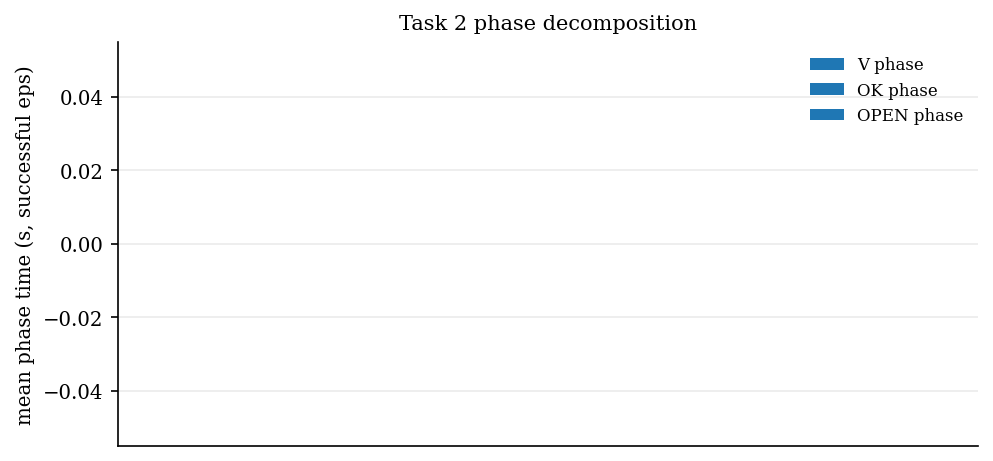 Task 2 phase decomposition
V phase
OK phase
OPEN phase
mean phase time (s, successful eps)
0.04
0.02
0.00
−0.02
−0.04